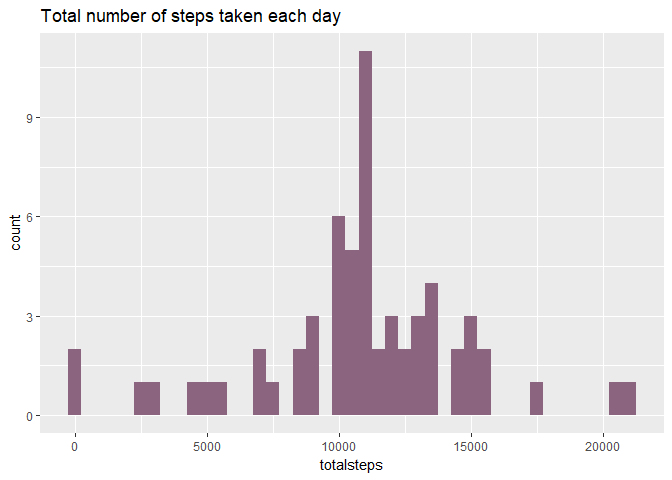 Total number of steps taken each day
9
6
3
0
count
0 5000 10000 15000 20000
totalsteps